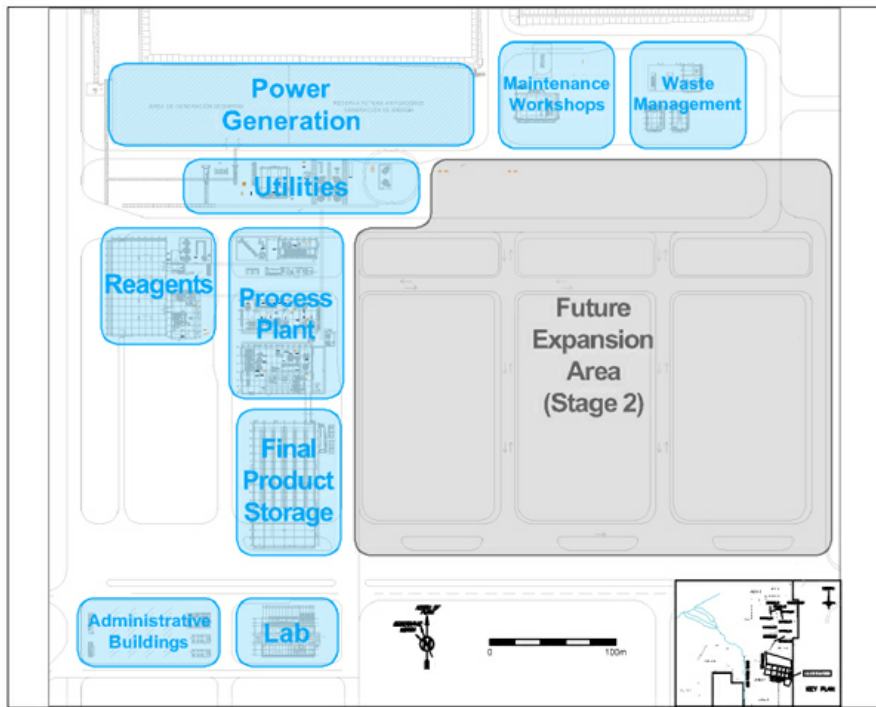 Power
Generation
Maintenance
Workshops
Waste
Management
Utilities
Reagents
Process
Plant
Future
Expansion
Area
(Stage 2)
Final
Product
Storage
Administrative
Buildings
Lab
0
100m
KEY PLAN